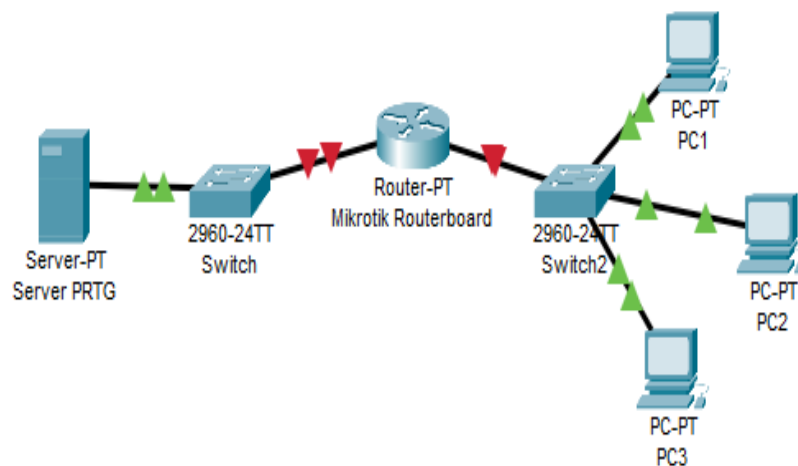 PC-PT
PC1
Router-PT
Mikrotik Routerboard
2960-24TT
Switch
2960-24TT
Switch2
Server-PT
Server PRTG
PC-PT
PC2
PC-PT
PC3